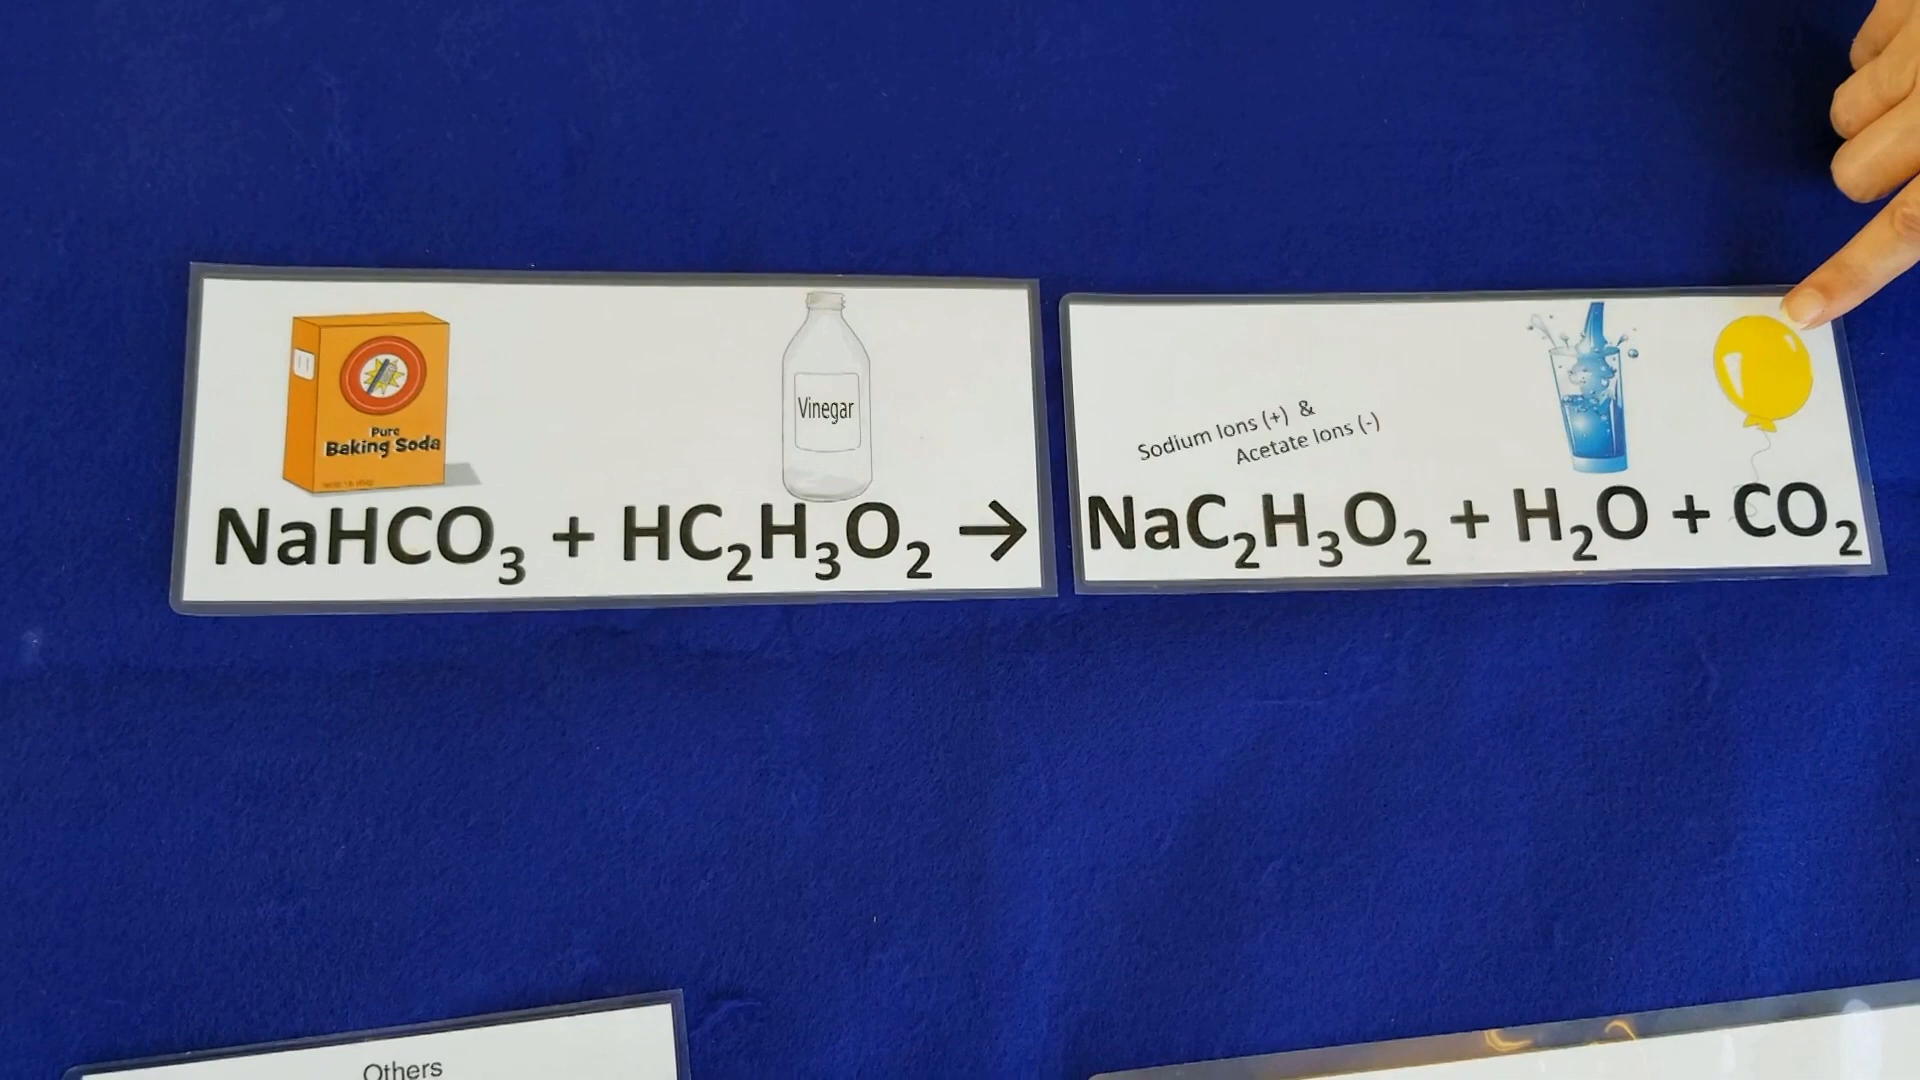 Pure
Baking Soda
Vinegar
NaHCO₃ + HC₂H₃O₂ →
Sodium Ions (+) &
Acetate Ions (-)
NaC₂H₃O₂ + H₂O + CO₂
Others